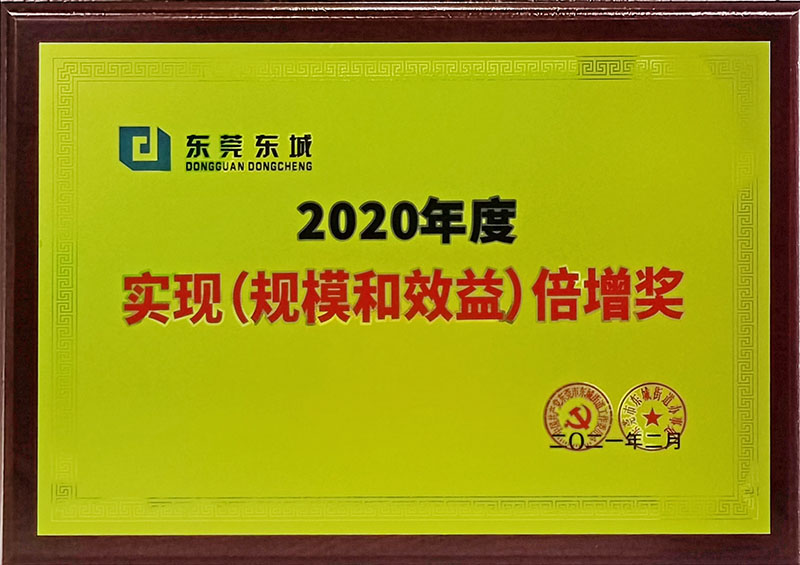 东莞东城
DONGGUAN DONGCHENG
2020年度
实现（规模和效益）倍增奖
二〇二一年二月